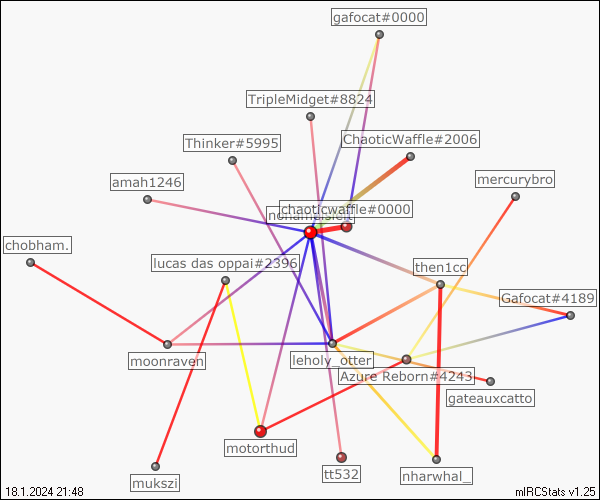 gafocat#0000
TripleMidget#8824
ChaoticWaffle#2006
Thinker#5995
mercurybro
amah1246
chaoticwaffle#0000
chobham.
lucas das oppai#2396
then1cc
Gafocat#4189
moonraven
leholy_otter
Azure Reborn#4243
gateauxcatto
motorthud
tt532
nharwhal_
mukszi
18.1.2024 21:48
mIRCStats v1.25